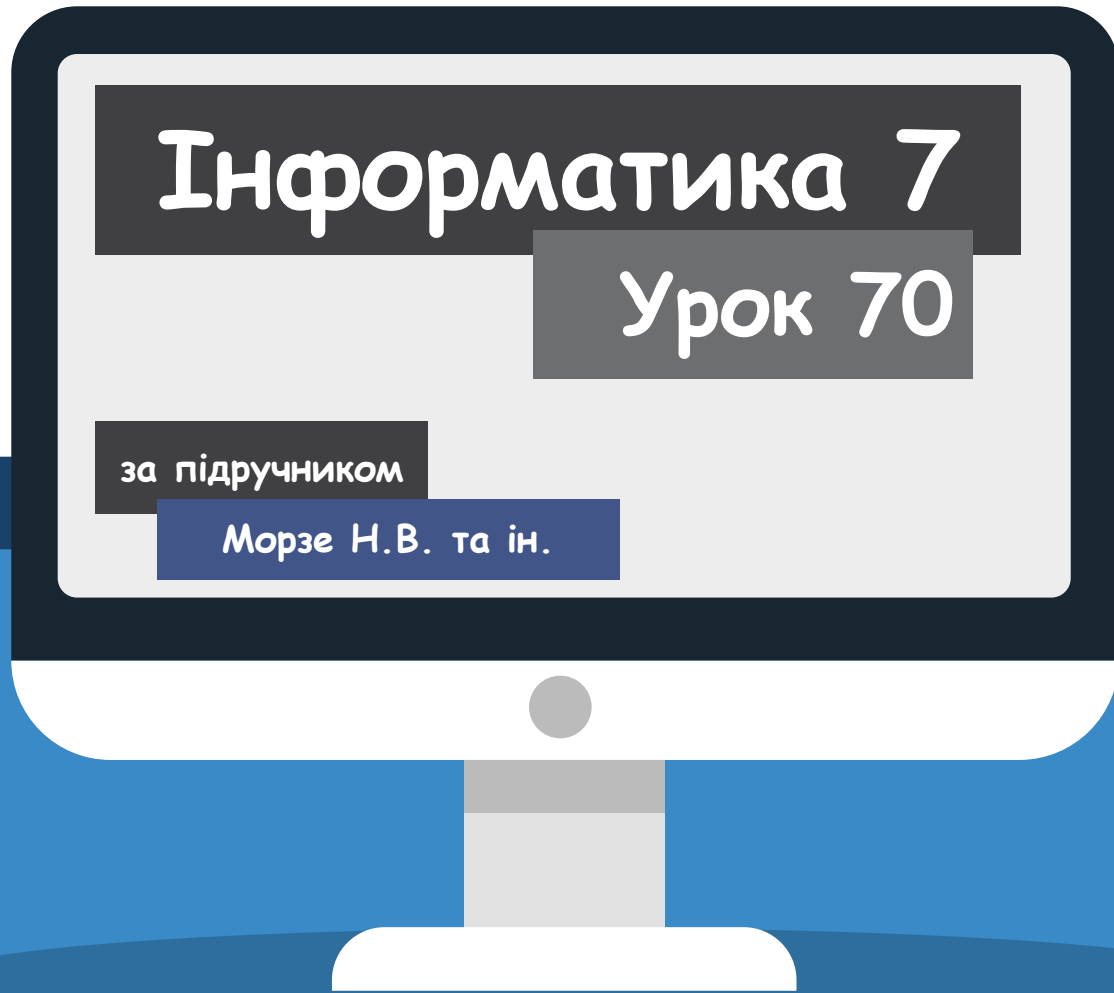 Інформатика 7
Урок 70
за підручником
Морзе Н.В. та ін.